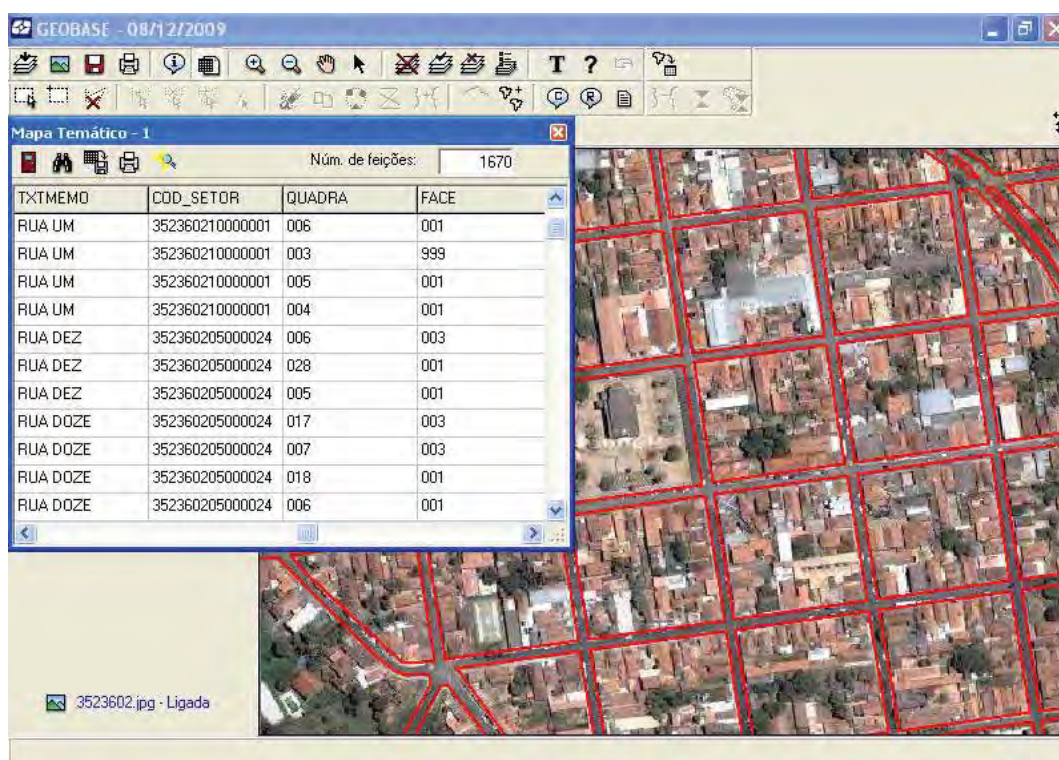 GEOBASE - 08/12/2009
T ?
C R
Mapa Temático - 1
Núm. de feições: 1670
TXTMEMO COD_SETOR QUADRA FACE
RUA UM 352360210000001 006 001
RUA UM 352360210000001 003 999
RUA UM 352360210000001 005 001
RUA UM 352360210000001 004 001
RUA DEZ 352360205000024 006 003
RUA DEZ 352360205000024 028 001
RUA DEZ 352360205000024 005 001
RUA DOZE 352360205000024 017 003
RUA DOZE 352360205000024 007 003
RUA DOZE 352360205000024 018 001
RUA DOZE 352360205000024 006 001
3523602.jpg - Ligada